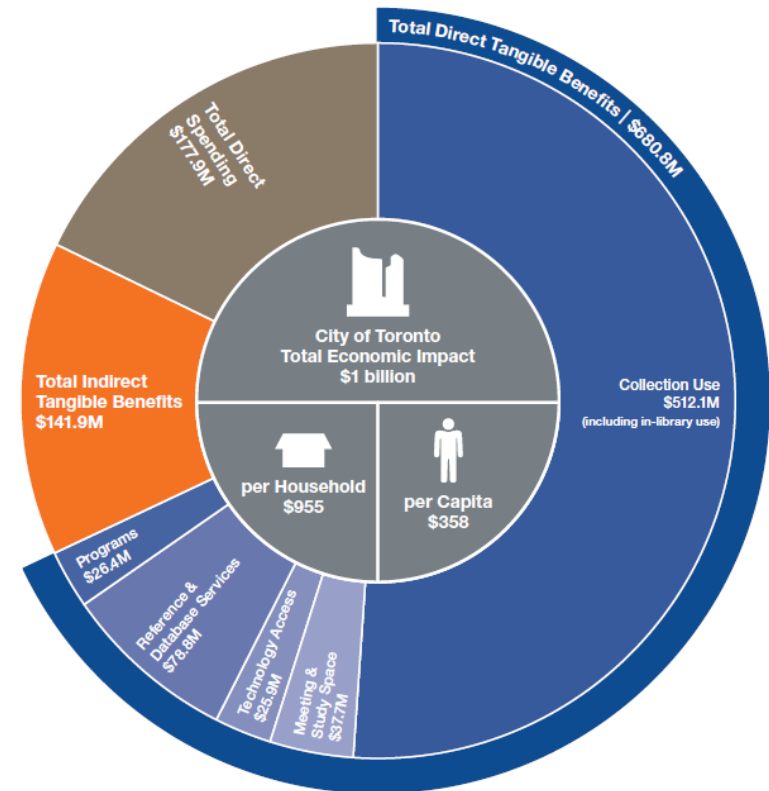 Total Direct Tangible Benefits | $680.8M
Total Direct
Spending
$177.9M
City of Toronto
Total Economic Impact
$1 billion
Total Indirect
Tangible Benefits
$141.9M
Collection Use
$512.1M
(including in-library use)
per Household
$955
per Capita
$358
Programs
$26.4M
Reference &
Database Services
$78.8M
Technology Access
$25.9M
Meeting &
Study Space
$37.7M